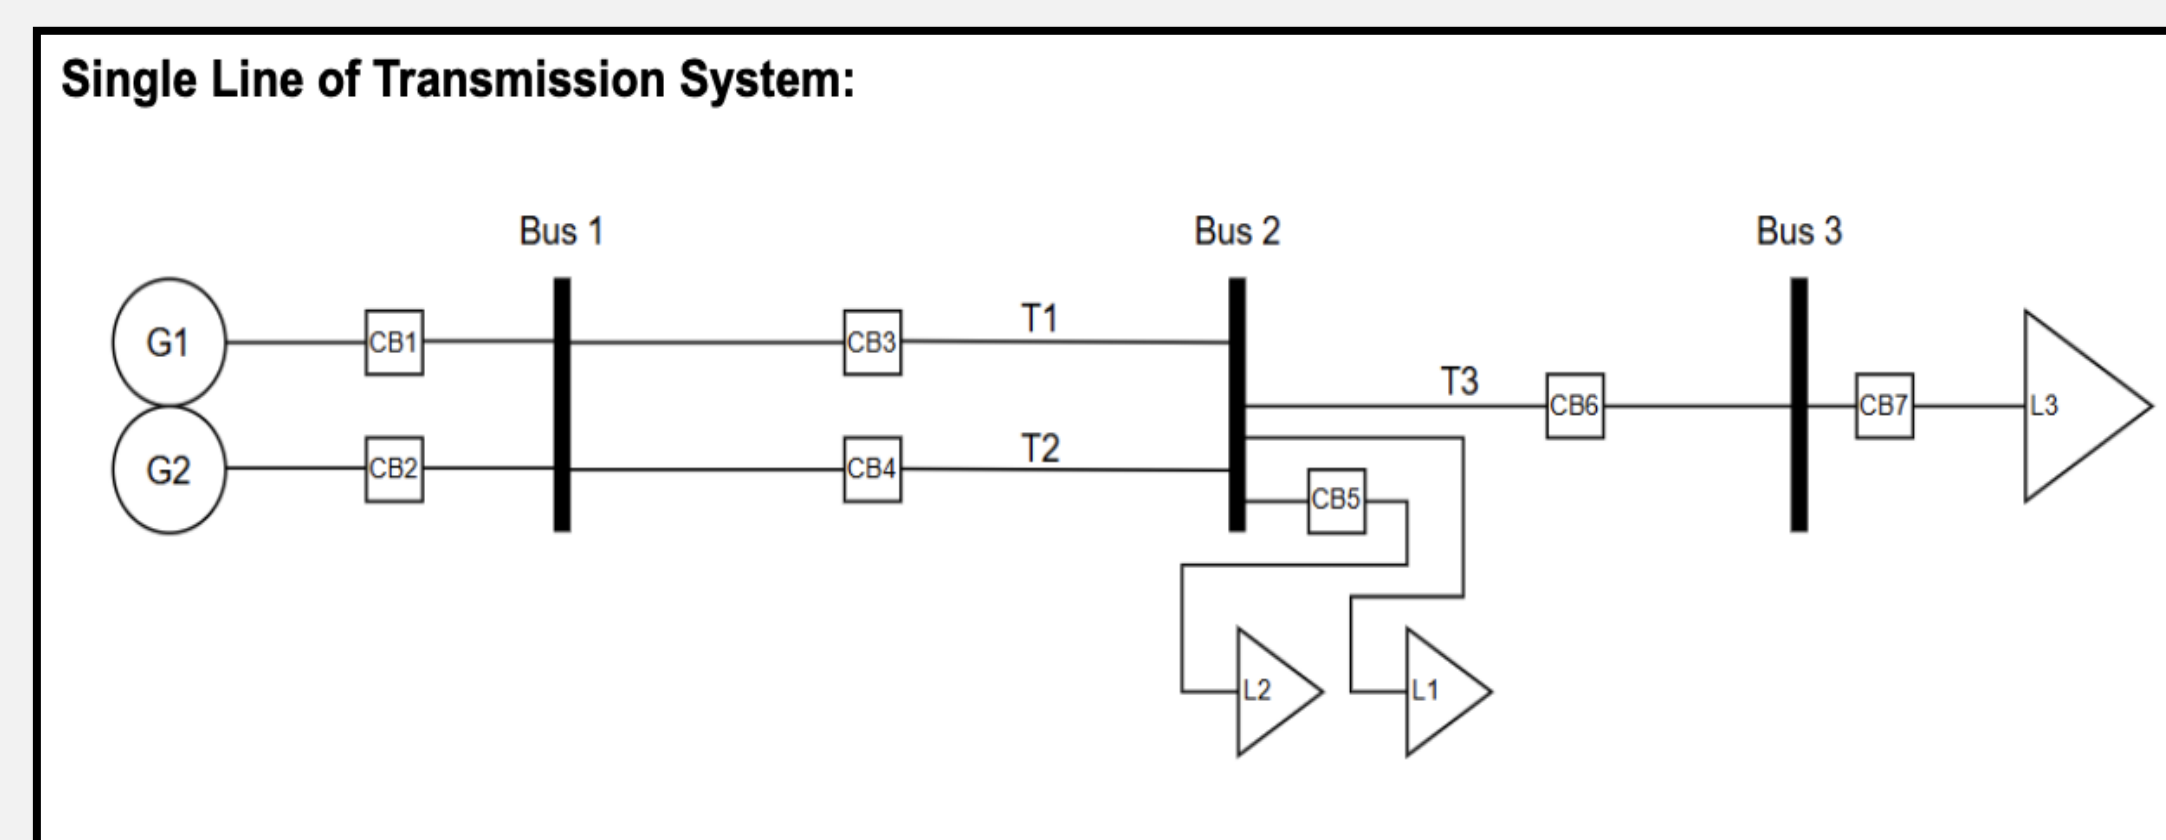 Single Line of Transmission System:
Bus 1
Bus 2
Bus 3
G1
CB1
CB3
T1
T3
CB6
CB7
L3
G2
CB2
CB4
T2
CB5
L2
L1